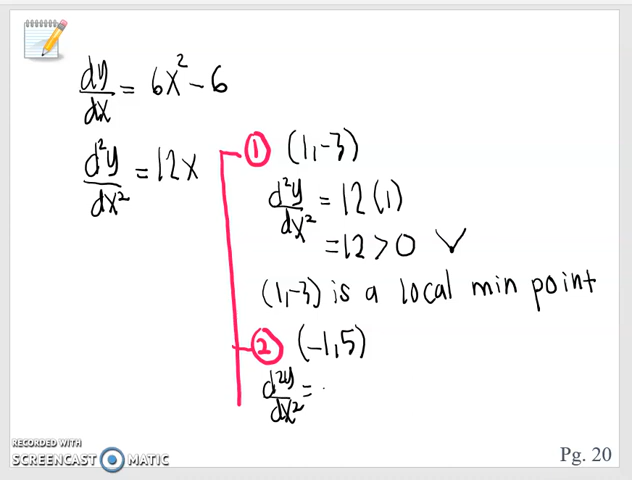 dy/dx = 6x² - 6
d²y/dx² = 12x
① (1,-3)
d²y/dx² = 12(1)
= 12 > 0 ∨
(1,-3) is a local min point
② (-1,5)
d²y/dx² =
RECORDED WITH
SCREENCAST MATIC
Pg. 20